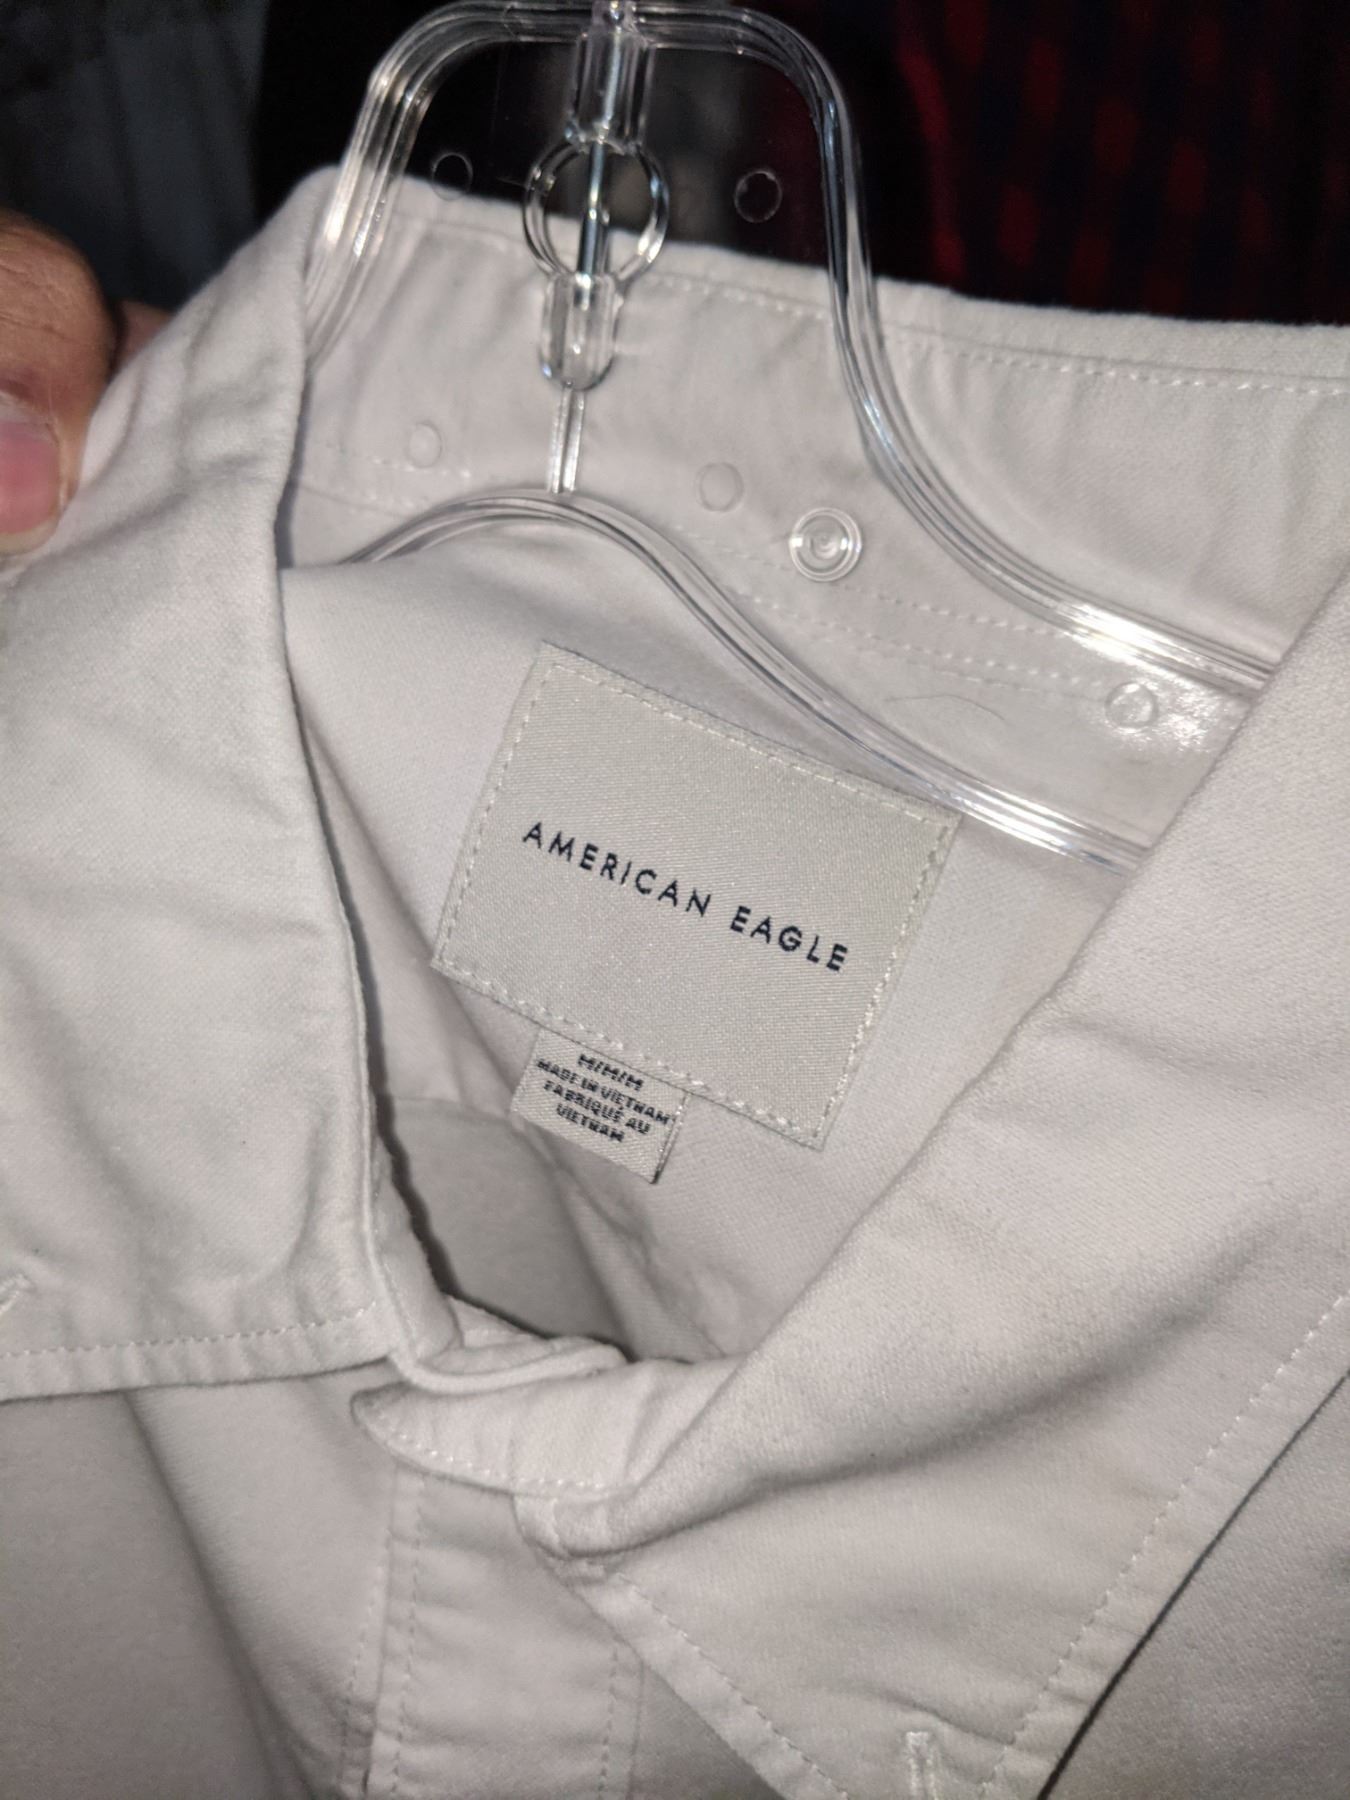 AMERICAN EAGLE
M/M/M
MADE IN VIETNAM
FABRIQUÉ AU
VIETNAM